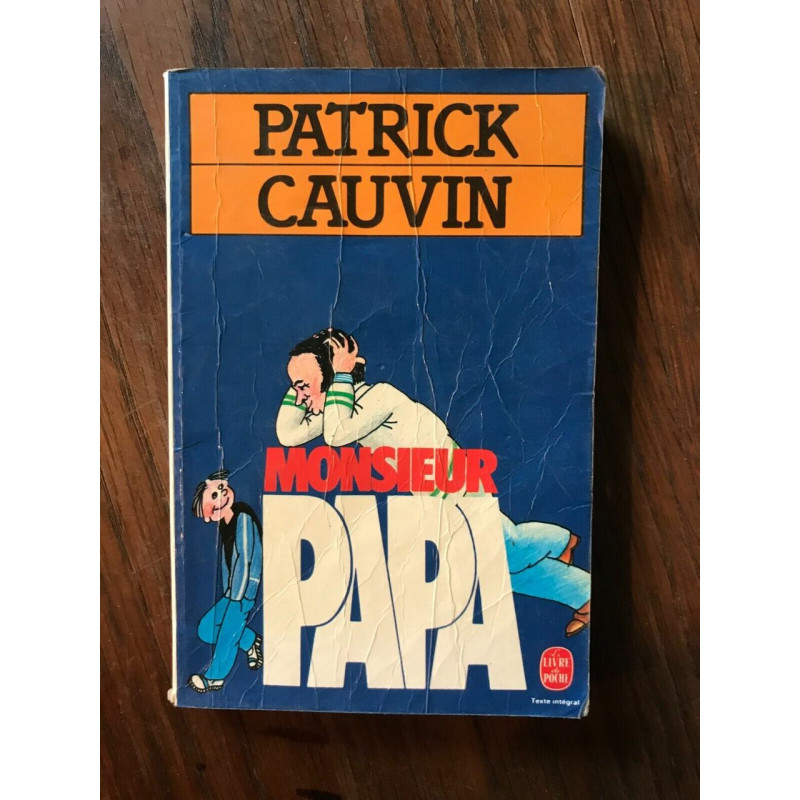 PATRICK
CAUVIN
MONSIEUR
PAPA
Le
LIVRE
de
POCHE
Texte intégral